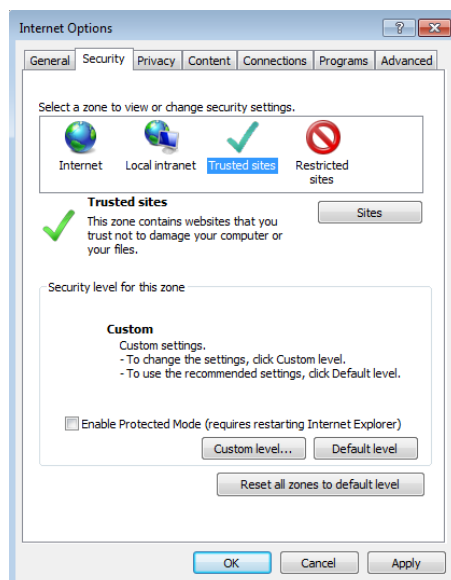 Internet Options
General Security Privacy Content Connections Programs Advanced
Select a zone to view or change security settings.
Internet Local intranet Trusted sites Restricted
sites
Trusted sites
Sites
This zone contains websites that you
trust not to damage your computer or
your files.
Security level for this zone
Custom
Custom settings.
- To change the settings, click Custom level.
- To use the recommended settings, click Default level.
Enable Protected Mode (requires restarting Internet Explorer)
Custom level... Default level
Reset all zones to default level
OK Cancel Apply